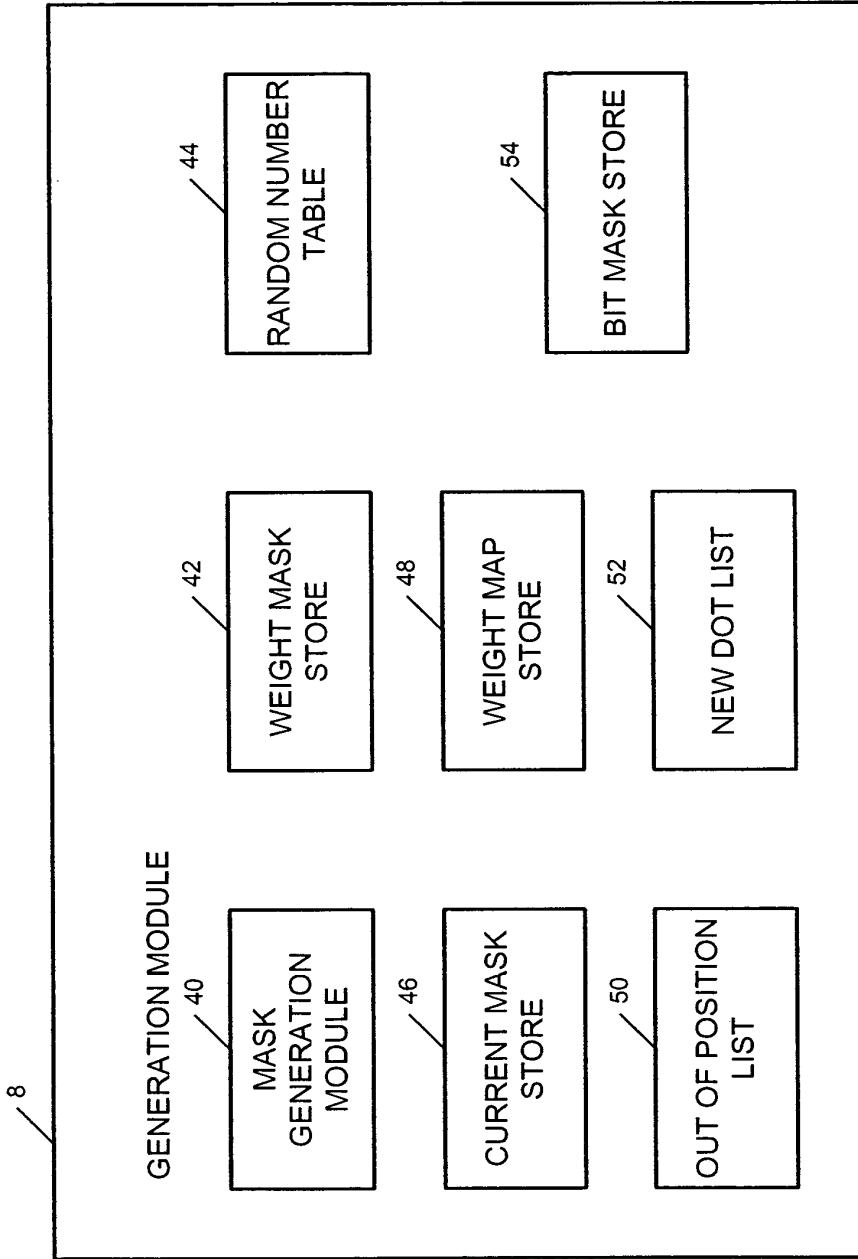 8
GENERATION MODULE
40
MASK
GENERATION
MODULE
42
WEIGHT MASK
STORE
44
RANDOM NUMBER
TABLE
46
CURRENT MASK
STORE
48
WEIGHT MAP
STORE
50
OUT OF POSITION
LIST
52
NEW DOT LIST
54
BIT MASK STORE